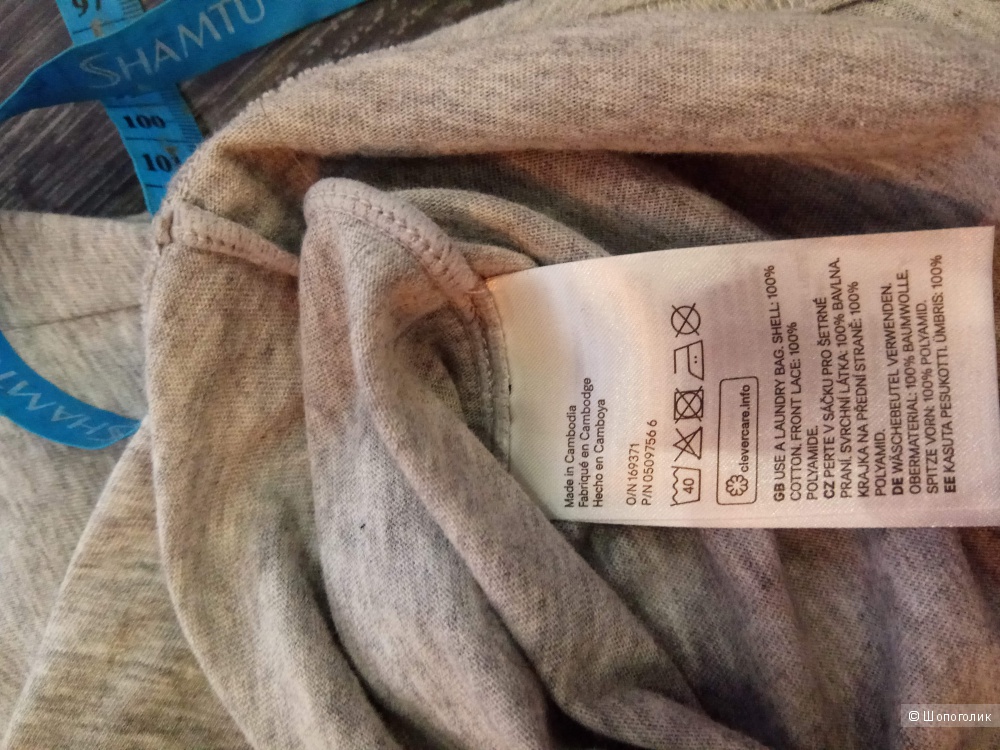 97
SHAMTU
100
101
SHAMTU
Made in Cambodia
Fabriqué en Cambodge
Hecho en Camboya
O/N 169371
P/N 0509756 6
40
clevercare.info
GB USE A LAUNDRY BAG. SHELL: 100%
COTTON. FRONT LACE: 100%
POLYAMIDE.
CZ PERTE V SÁČKU PRO ŠETRNÉ
PRANÍ. SVRCHNÍ LÁTKA: 100% BAVLNA.
KRAJKA NA PŘEDNÍ STRANĚ: 100%
POLYAMID.
DE WÄSCHEBEUTEL VERWENDEN.
OBERMATERIAL: 100% BAUMWOLLE.
SPITZE VORN: 100% POLYAMID.
EE KASUTA PESUKOTTI. ÜMBRIS: 100%
© Шопоголик